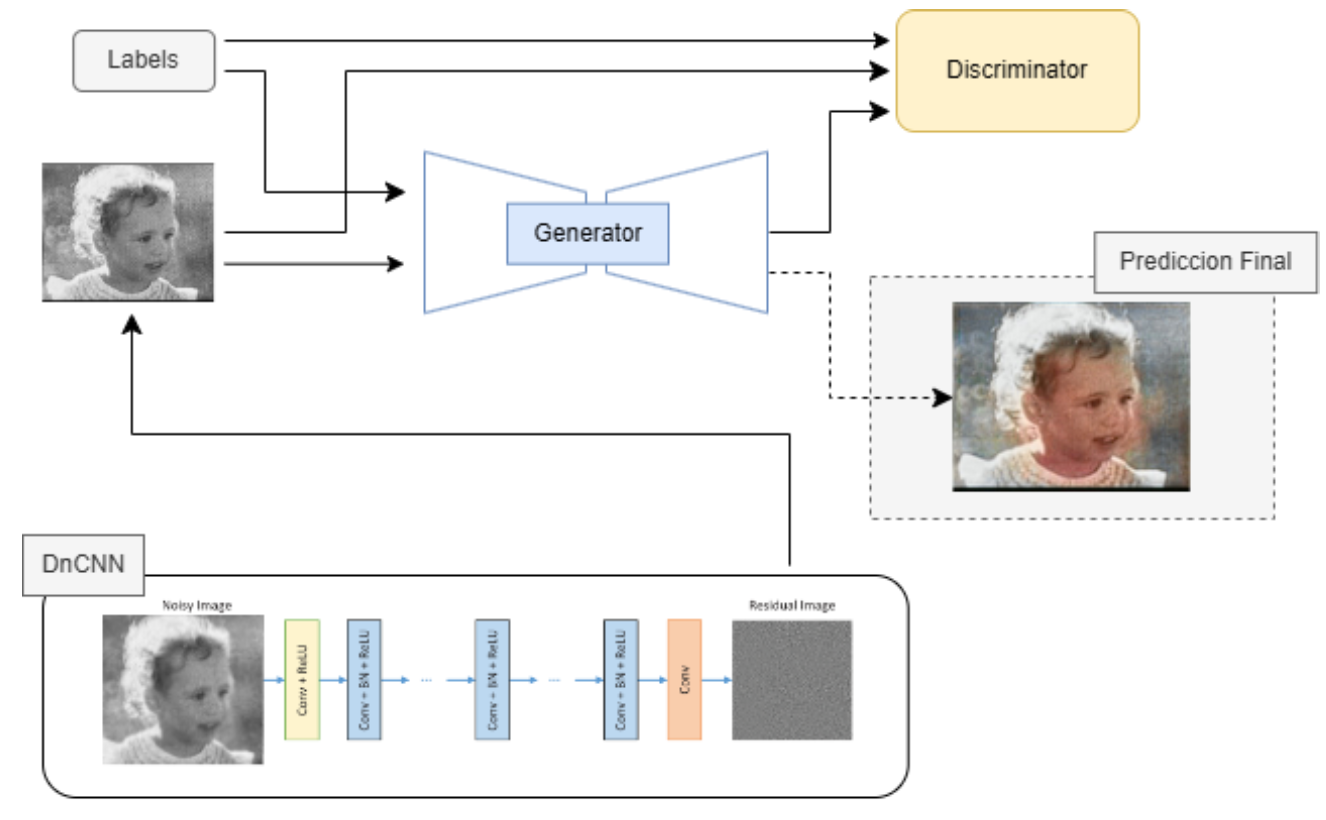 Labels
Discriminator
Generator
Prediccion Final
DnCNN
Noisy Image
Residual Image
Conv + ReLU
Conv + BN + ReLU
...
Conv – BN + ReLU
...
Conv + BN + ReLU
Conv